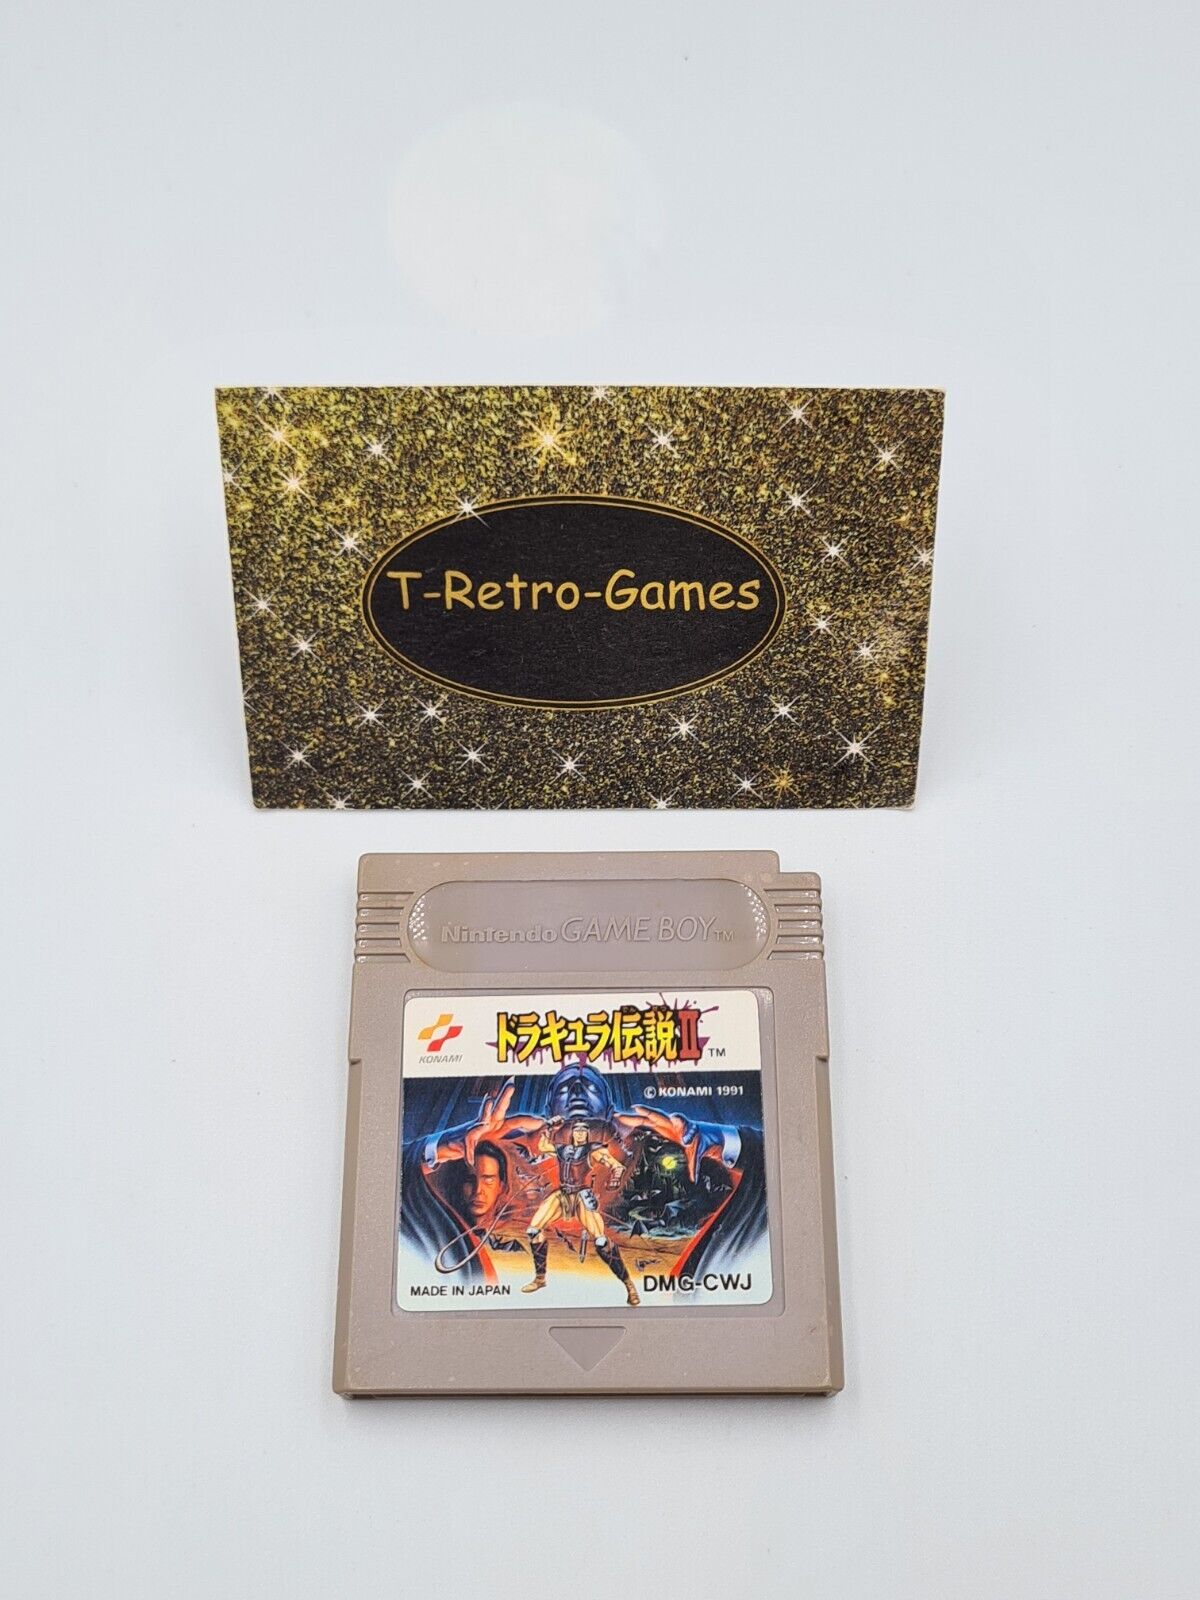 T-Retro-Games
Nintendo GAME BOY TM
KONAMI
ドラキュラ伝説II TM
© KONAMI 1991
MADE IN JAPAN
DMG-CWJ